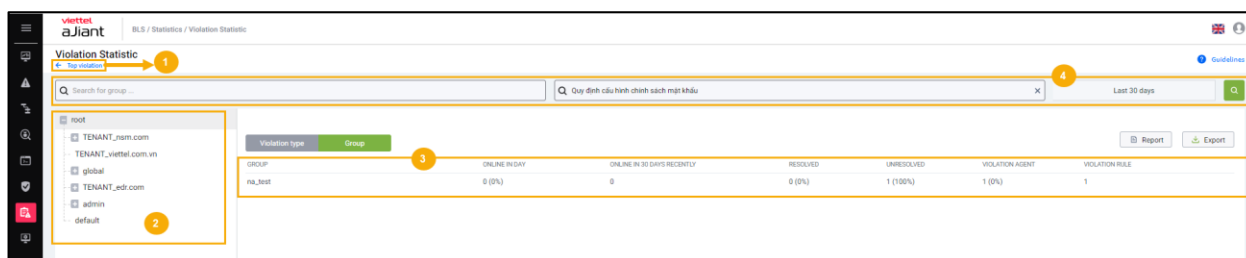 viettel
aJiant
BLS / Statistics / Violation Statistic
Violation Statistic
← Top violation
1
Guidelines
4
Search for group ...
Quy định cấu hình chính sách mật khẩu
Last 30 days
root
TENANT_nsm.com
TENANT_viettel.com.vn
global
TENANT_edr.com
admin
default
2
Violation type
Group
Report
Export
3
GROUP ONLINE IN DAY ONLINE IN 30 DAYS RECENTLY RESOLVED UNRESOLVED VIOLATION AGENT VIOLATION RULE
na_test 0 (0%) 0 0 (0%) 1 (100%) 1 (0%) 1